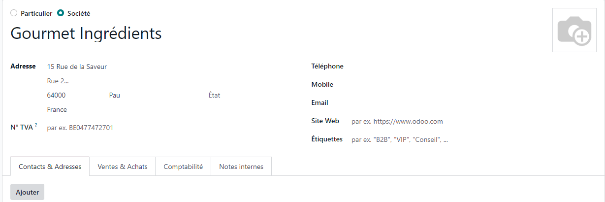 Particulier Société
Gourmet Ingrédients
Adresse 15 Rue de la Saveur
Rue 2...
64000 Pau État
France
N° TVA ? par ex. BE0477472701
Téléphone
Mobile
Email
Site Web par ex. https://www.odoo.com
Étiquettes par ex. "B2B", "VIP", "Conseil", ...
Contacts & Adresses Ventes & Achats Comptabilité Notes internes
Ajouter